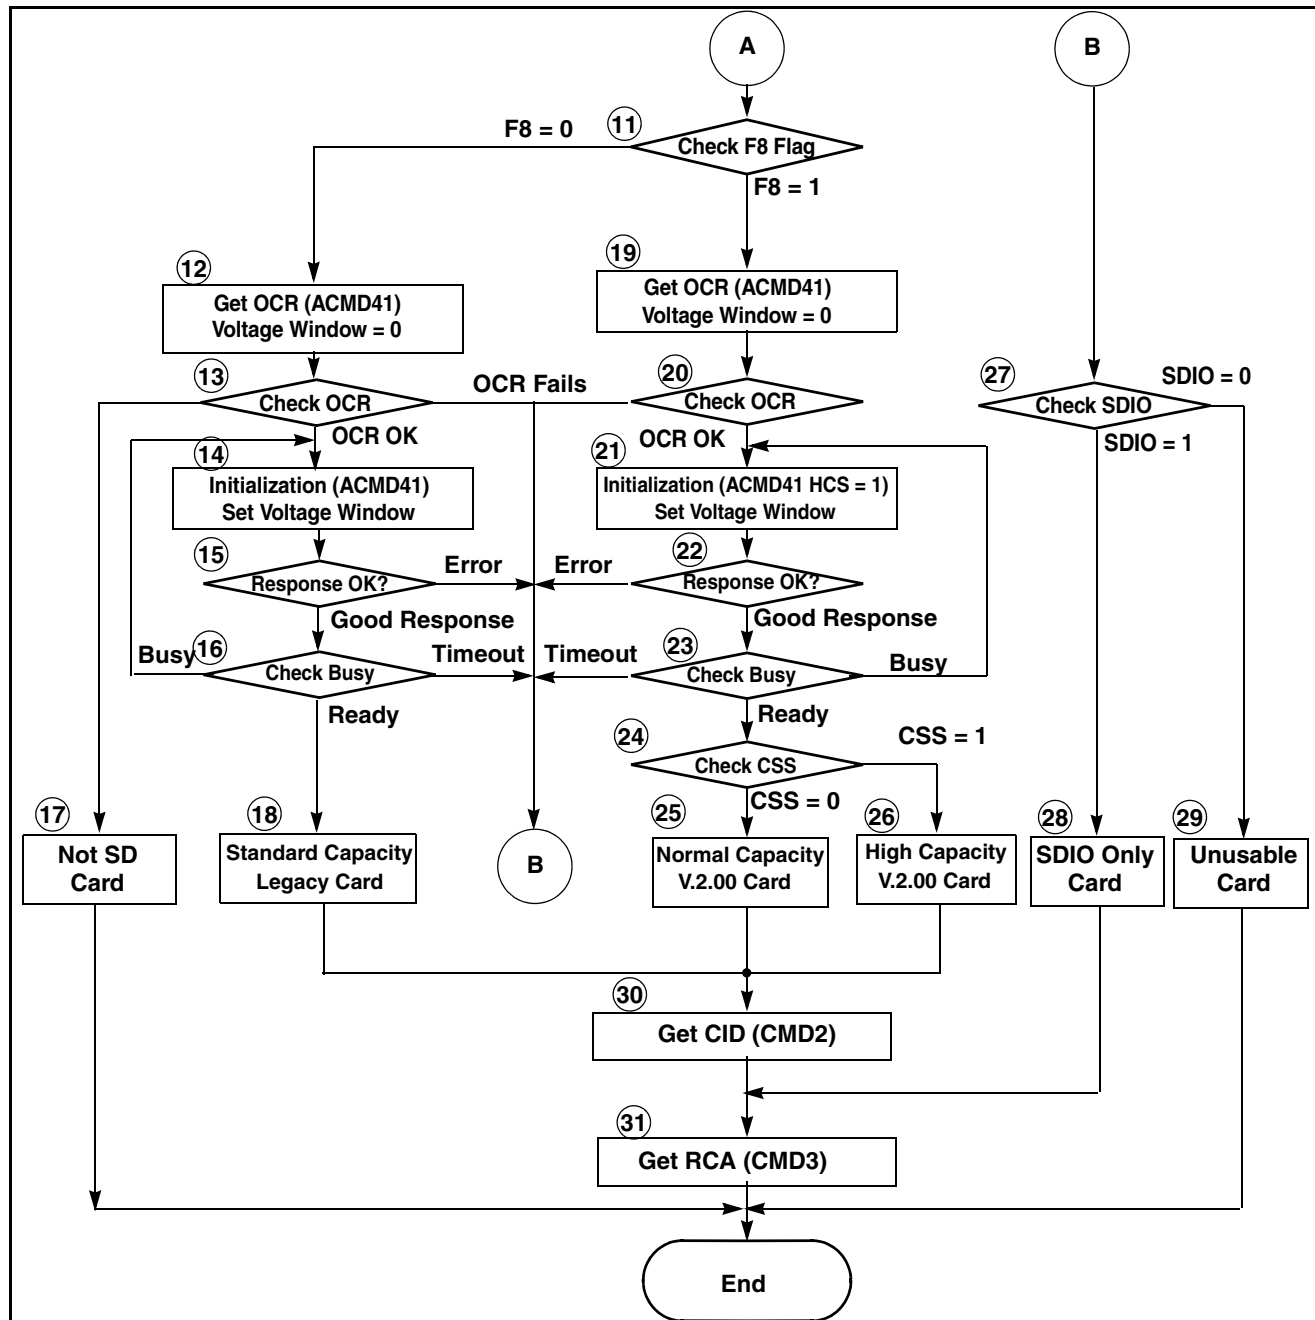 A
B
11
F8 = 0
Check F8 Flag
F8 = 1
12
Get OCR (ACMD41)
Voltage Window = 0
19
Get OCR (ACMD41)
Voltage Window = 0
13
Check OCR
OCR Fails
20
Check OCR
27
SDIO = 0
Check SDIO
SDIO = 1
OCR OK
OCR OK
14
Initialization (ACMD41)
Set Voltage Window
21
Initialization (ACMD41 HCS = 1)
Set Voltage Window
15
Response OK?
Error
Error
22
Response OK?
Good Response
Good Response
Busy
16
Check Busy
Timeout
Timeout
23
Check Busy
Busy
Ready
Ready
24
Check CSS
CSS = 1
CSS = 0
17
Not SD
Card
18
Standard Capacity
Legacy Card
B
25
Normal Capacity
V.2.00 Card
26
High Capacity
V.2.00 Card
28
SDIO Only
Card
29
Unusable
Card
30
Get CID (CMD2)
31
Get RCA (CMD3)
End